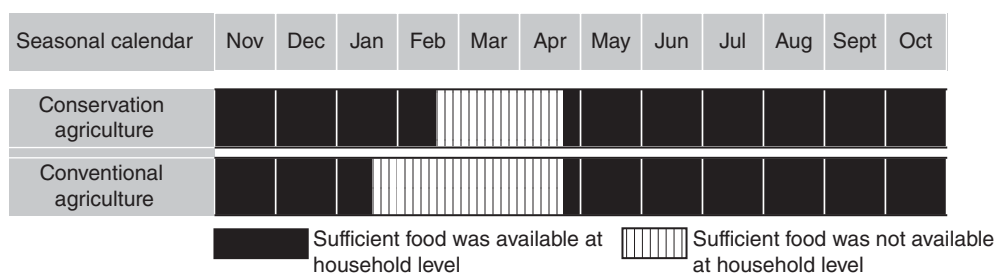 Seasonal calendar Nov Dec Jan Feb Mar Apr May Jun Jul Aug Sept Oct
Conservation
agriculture
Conventional
agriculture
Sufficient food was available at
household level
Sufficient food was not available
at household level